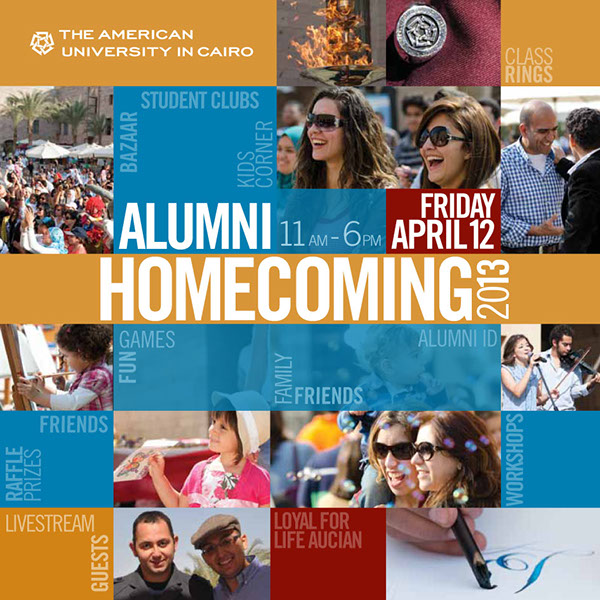 THE AMERICAN
UNIVERSITY IN CAIRO
CLASS
RINGS
STUDENT CLUBS
BAZAAR
KIDS
CORNER
ALUMNI 11 AM - 6 PM
FRIDAY
APRIL 12
HOMECOMING 2013
GAMES
FUN
FAMILY
FRIENDS
ALUMNI ID
FRIENDS
RAFFLE
PRIZES
WORKSHOPS
LIVESTREAM
GUESTS
LOYAL FOR
LIFE AUCIAN